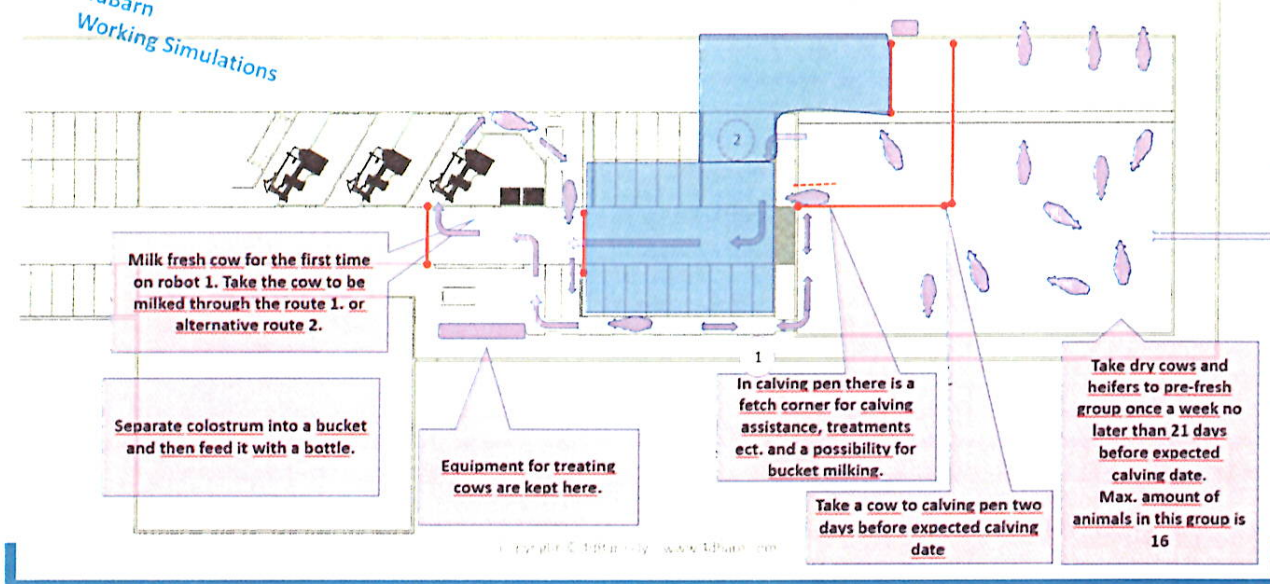 Working Simulations
2
Milk fresh cow for the first time
on robot 1. Take the cow to be
milked through the route 1. or
alternative route 2.
Separate colostrum into a bucket
and then feed it with a bottle.
Equipment for treating
cows are kept here.
1
In calving pen there is a
fetch corner for calving
assistance, treatments
ect. and a possibility for
bucket milking.
Take a cow to calving pen two
days before expected calving
date
Take dry cows and
heifers to pre-fresh
group once a week no
later than 21 days
before expected
calving date.
Max. amount of
animals in this group is
16